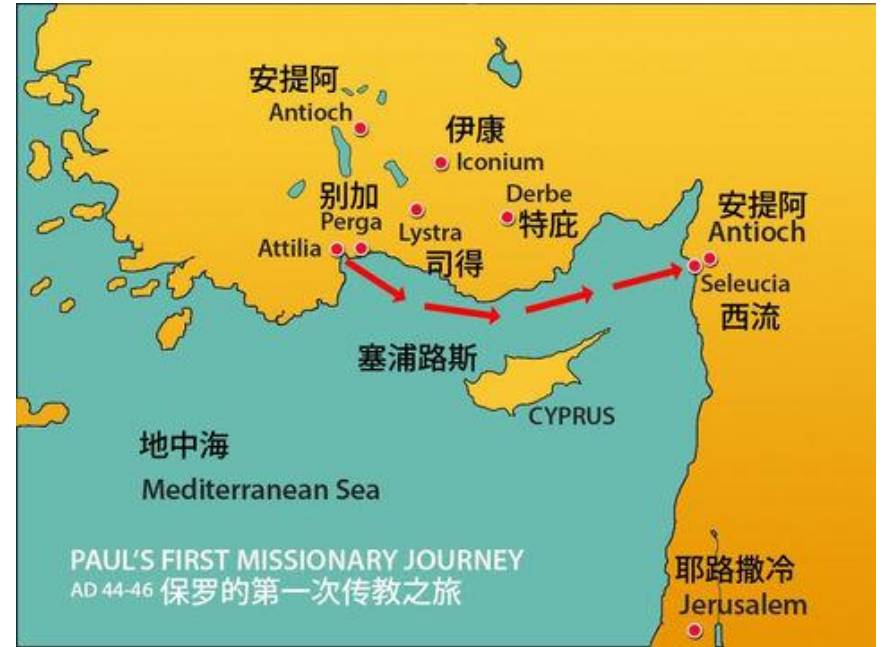 安提阿
Antioch
伊康
Iconium
别加
Perga
Derbe
特庇
安提阿
Antioch
Attilia
Lystra
司得
Seleucia
西流
塞浦路斯
CYPRUS
地中海
Mediterranean Sea
PAUL'S FIRST MISSIONARY JOURNEY
AD 44-46 保罗的第一次传教之旅
耶路撒冷
Jerusalem